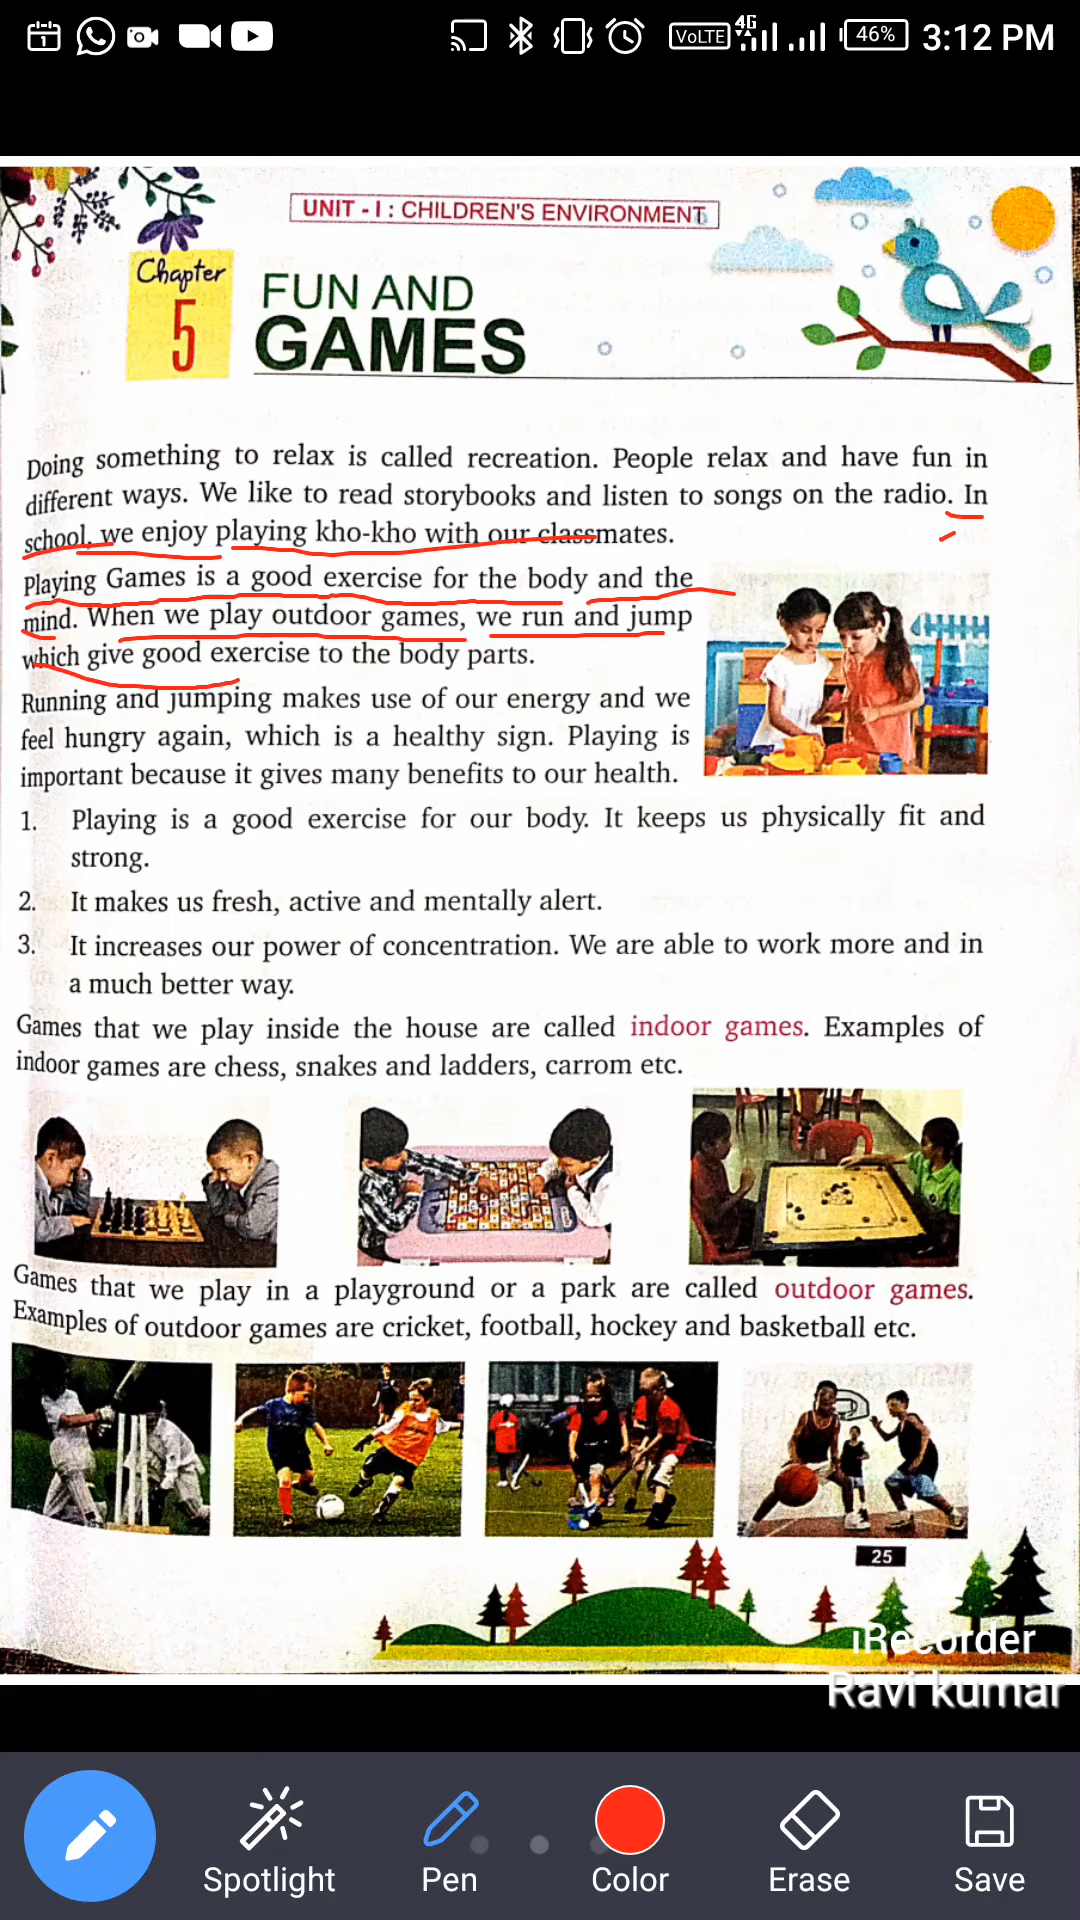 1
VoLTE
4G
46%
3:12 PM
UNIT - I : CHILDREN'S ENVIRONMENT
Chapter
5
FUN AND
GAMES
Doing something to relax is called recreation. People relax and have fun in
different ways. We like to read storybooks and listen to songs on the radio. In
school, we enjoy playing kho-kho with our classmates.
Playing Games is a good exercise for the body and the
mind. When we play outdoor games, we run and jump
which give good exercise to the body parts.
Running and jumping makes use of our energy and we
feel hungry again, which is a healthy sign. Playing is
important because it gives many benefits to our health.
1. Playing is a good exercise for our body. It keeps us physically fit and
strong.
2. It makes us fresh, active and mentally alert.
3. It increases our power of concentration. We are able to work more and in
a much better way.
Games that we play inside the house are called indoor games. Examples of
indoor games are chess, snakes and ladders, carrom etc.
Games that we play in a playground or a park are called outdoor games.
Examples of outdoor games are cricket, football, hockey and basketball etc.
25
iRecorder
Ravi kumar
Spotlight
Pen
Color
Erase
Save